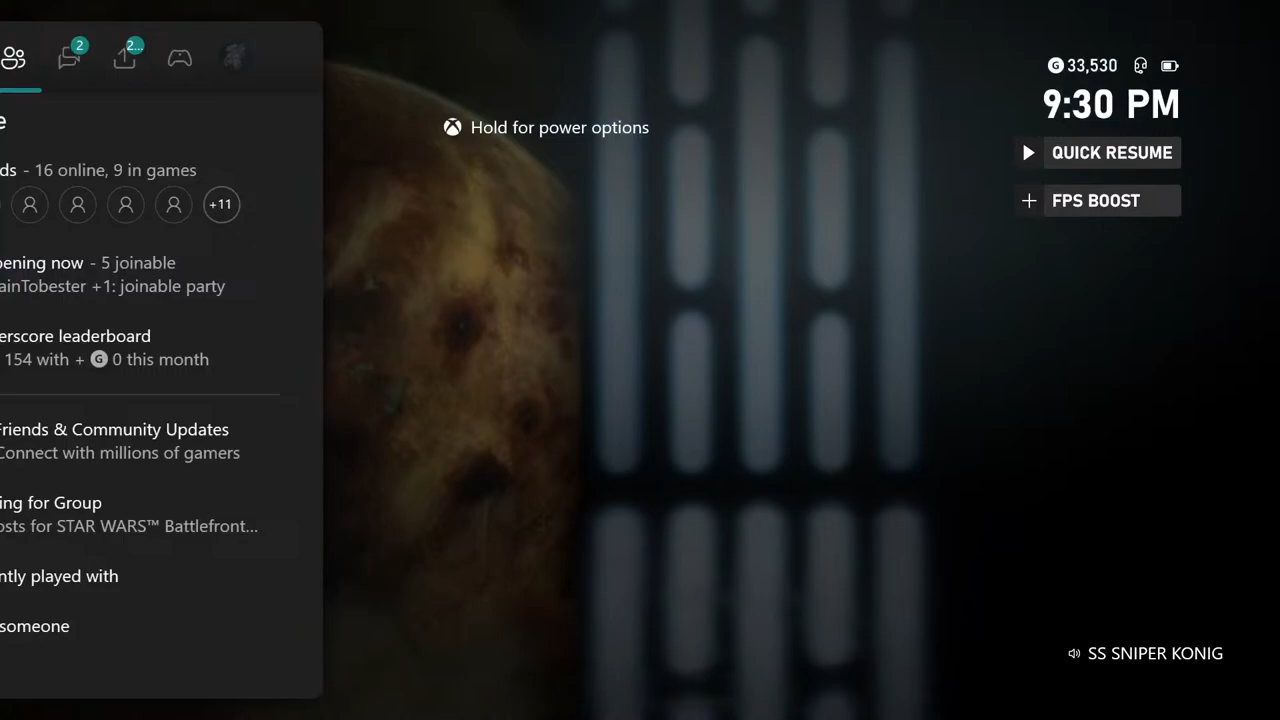 2
2...
e
ds - 16 online, 9 in games
+11
pening now - 5 joinable
ainTobester +1: joinable party
erscore leaderboard
154 with + G 0 this month
Friends & Community Updates
Connect with millions of gamers
ing for Group
osts for STAR WARS™ Battlefront...
ntly played with
someone
Hold for power options
G 33,530
9:30 PM
QUICK RESUME
FPS BOOST
SS SNIPER KONIG